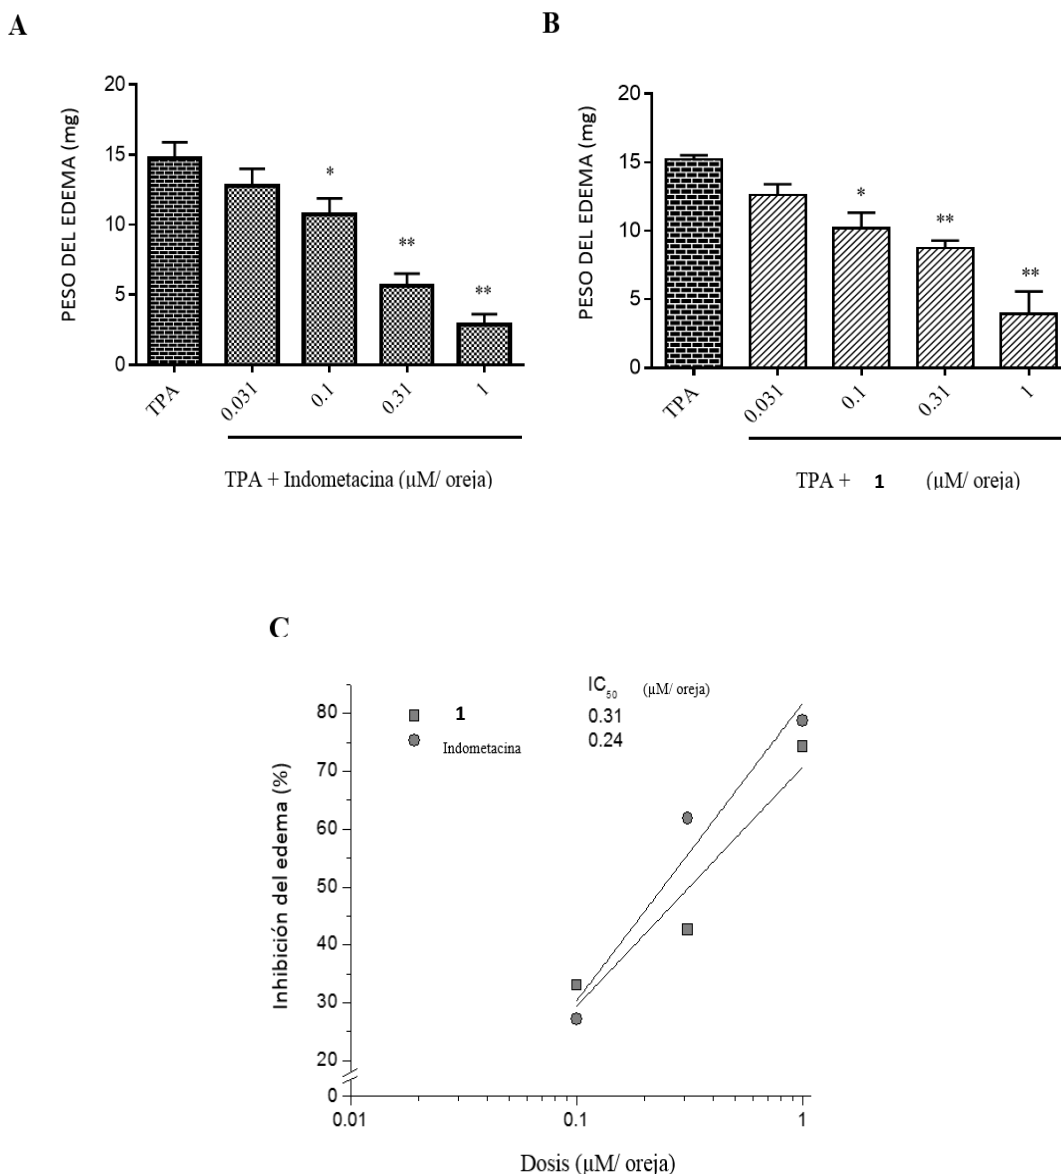 A
PESO DEL EDEMA (mg)
20
15
10
5
0
*
**
**
TPA
0.031
0.1
0.31
1
TPA + Indometacina (µM/ oreja)
B
PESO DEL EDEMA (mg)
20
15
10
5
0
*
**
**
TPA
0.031
0.1
0.31
1
TPA + 1 (µM/ oreja)
C
IC50 (µM/ oreja)
1 0.31
Indometacina 0.24
Inhibición del edema (%)
80
70
60
50
40
30
20
0
0.01
0.1
1
Dosis (µM/ oreja)